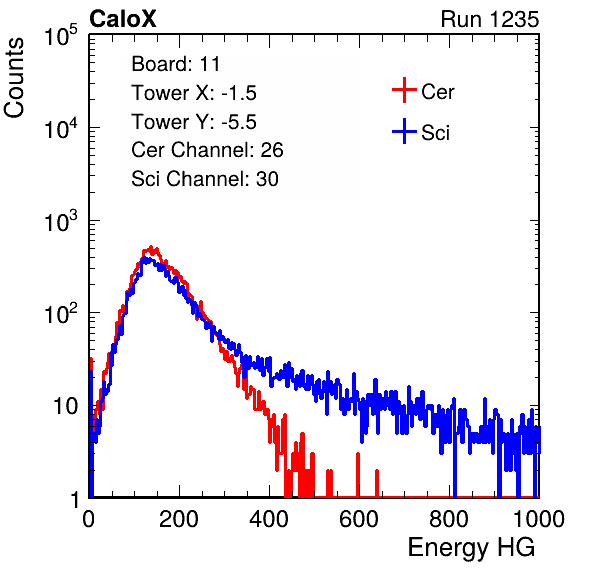 CaloX Run 1235
Counts
Board: 11
Tower X: -1.5
Tower Y: -5.5
Cer Channel: 26
Sci Channel: 30
Cer
Sci
10^5
10^4
10^3
10^2
10
1
0 200 400 600 800 1000
Energy HG